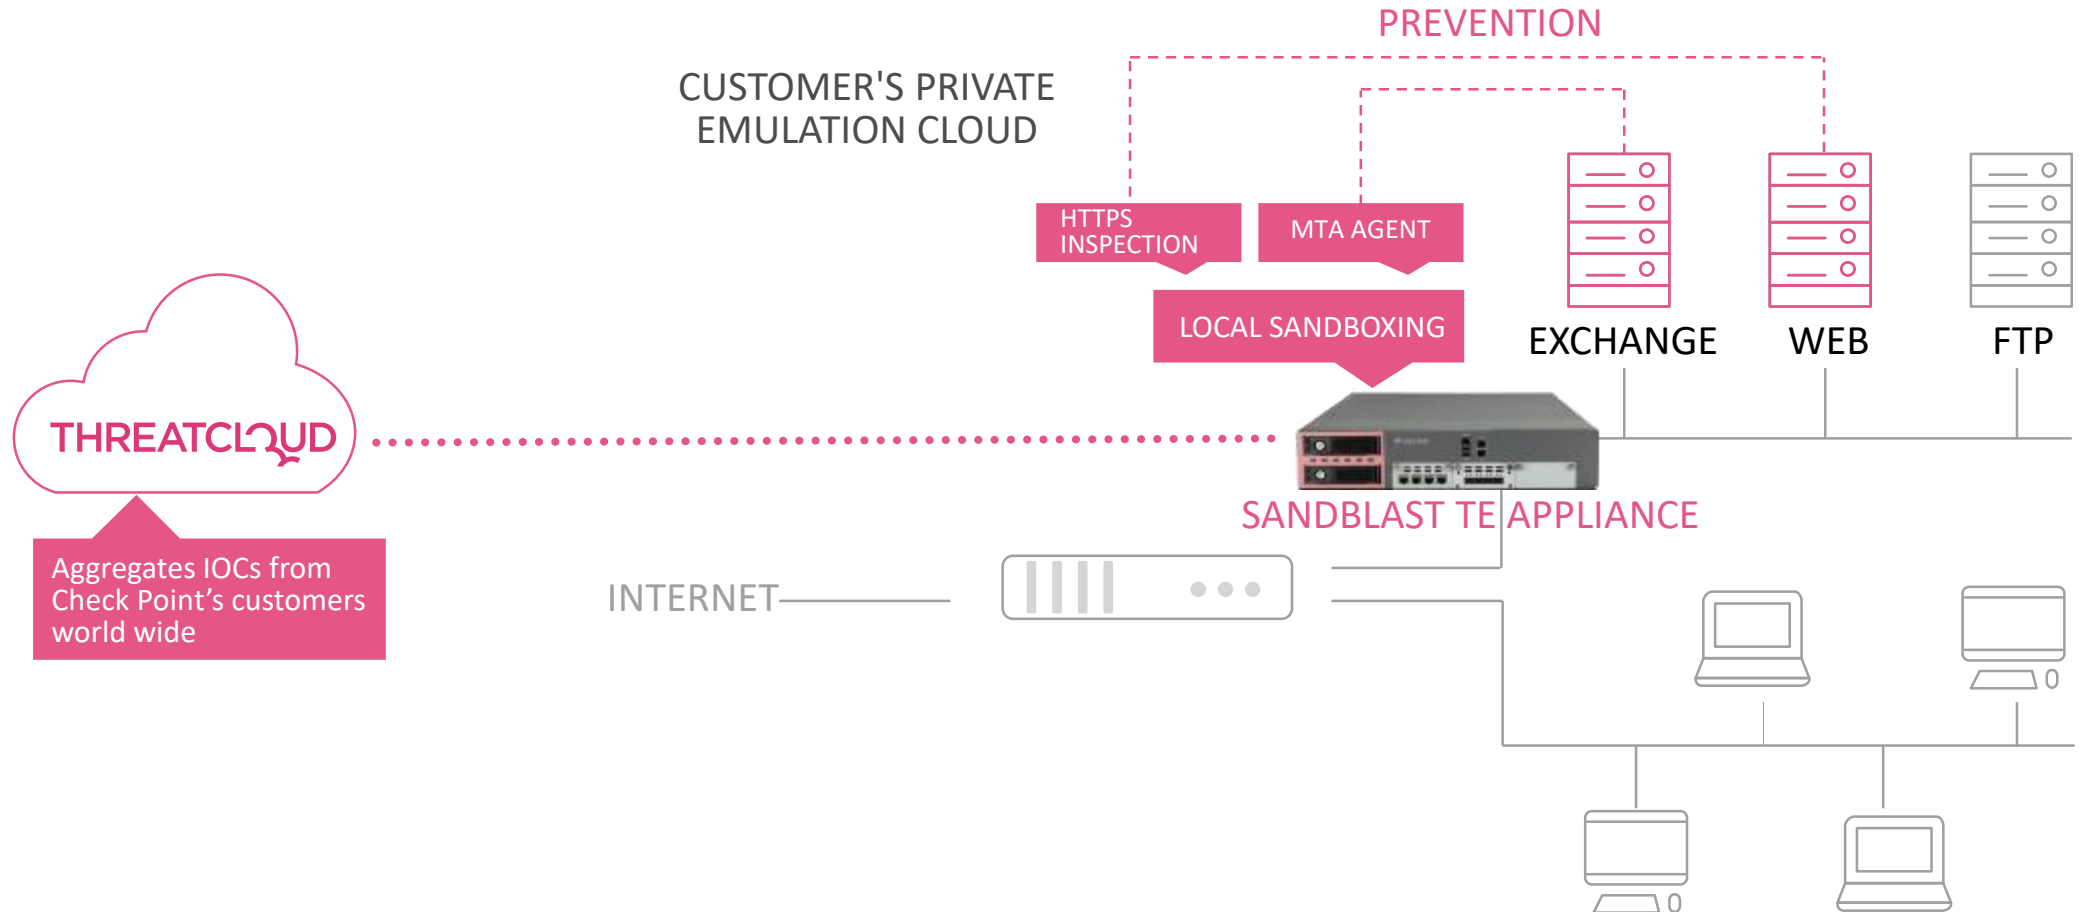 PREVENTION
CUSTOMER'S PRIVATE
EMULATION CLOUD
HTTPS
INSPECTION
MTA AGENT
LOCAL SANDBOXING
EXCHANGE
WEB
FTP
THREATCLOUD
SANDBLAST TE APPLIANCE
Aggregates IOCs from
Check Point’s customers
world wide
INTERNET